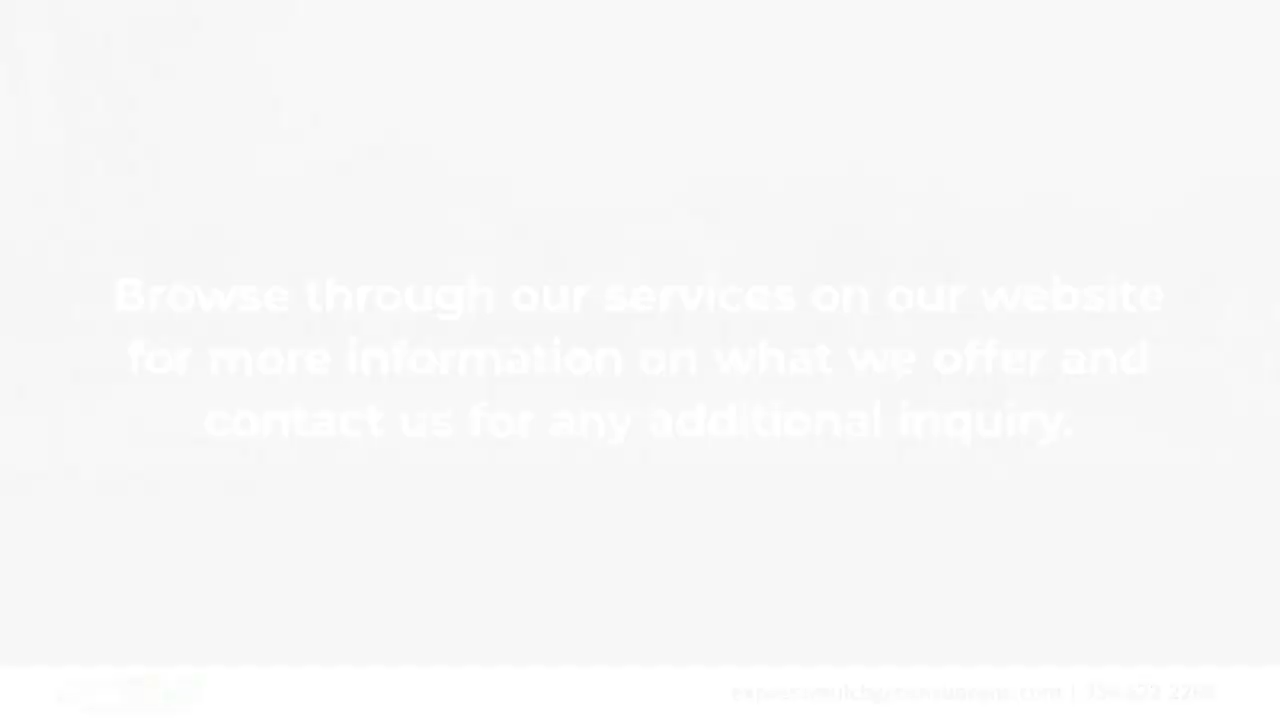 Browse through our services on our website
for more information on what we offer and
contact us for any additional inquiry.